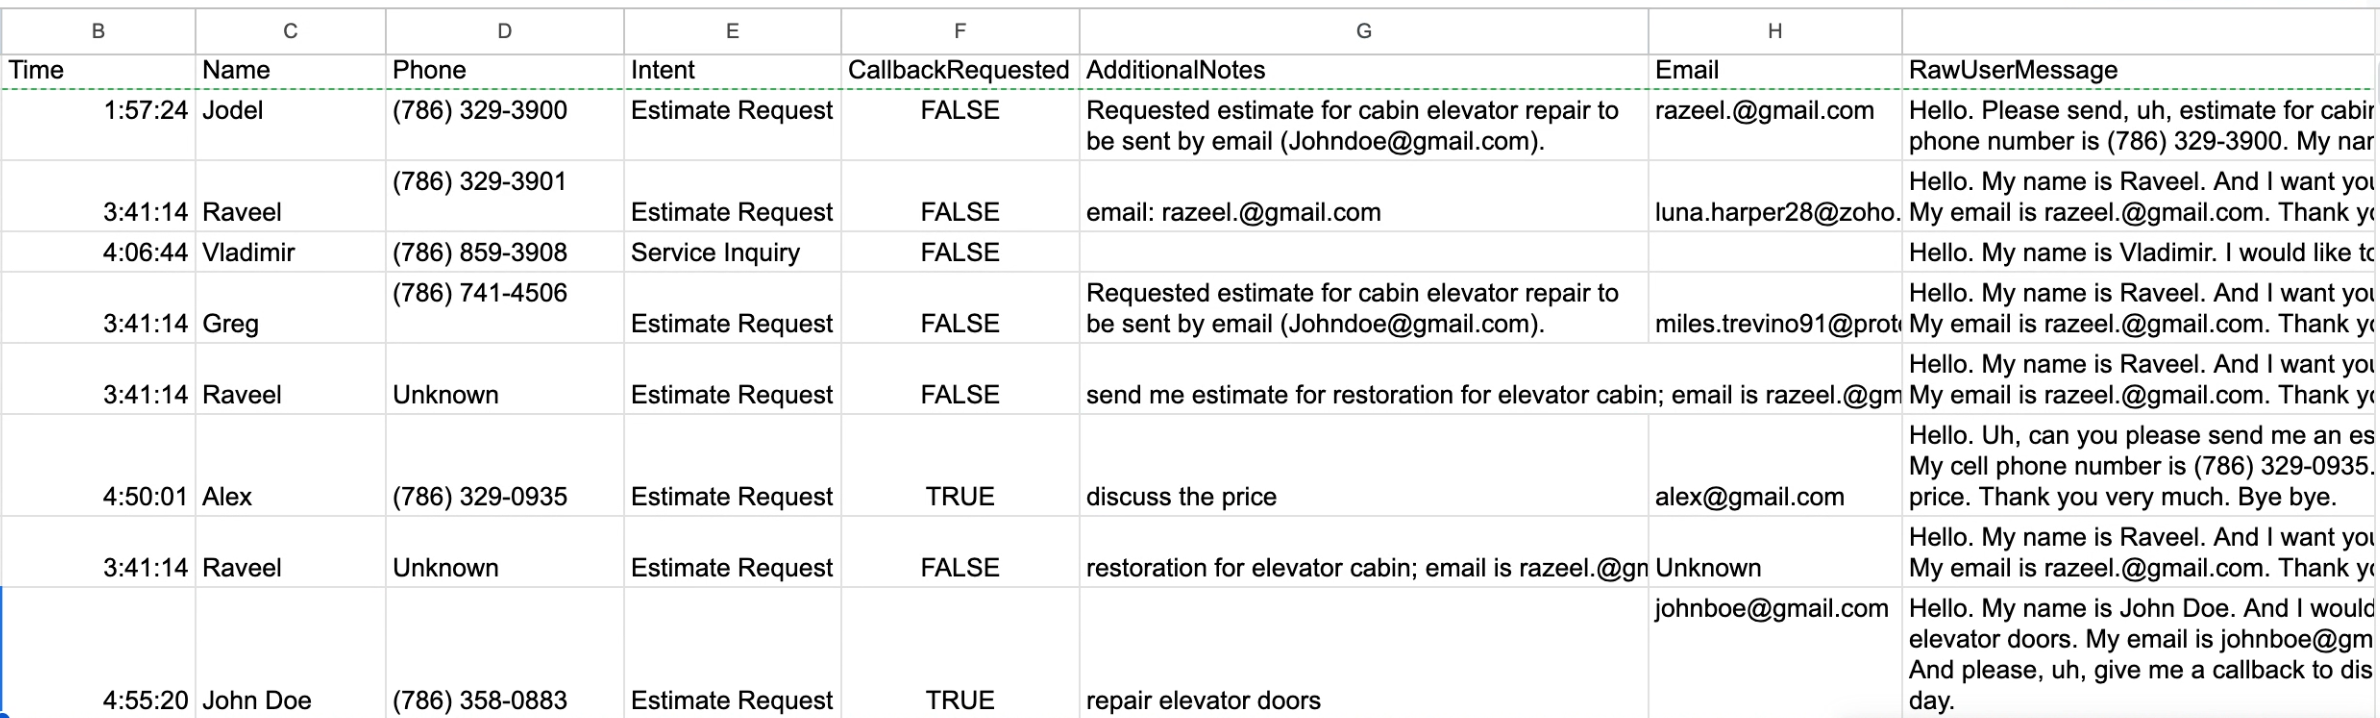 B C D E F G H
Time Name Phone Intent CallbackRequested AdditionalNotes Email RawUserMessage
1:57:24 Jodel (786) 329-3900 Estimate Request FALSE Requested estimate for cabin elevator repair to razeel.@gmail.com Hello. Please send, uh, estimate for
be sent by email (Johndoe@gmail.com). phone number is (786) 329-3900. My
(786) 329-3901 Hello. My name is Raveel. And I want
3:41:14 Raveel Estimate Request FALSE email: razeel.@gmail.com luna.harper28@zoho. My email is razeel.@gmail.com. Thank
4:06:44 Vladimir (786) 859-3908 Service Inquiry FALSE Hello. My name is Vladimir. I would like
(786) 741-4506 Requested estimate for cabin elevator repair to Hello. My name is Raveel. And I want
3:41:14 Greg Estimate Request FALSE be sent by email (Johndoe@gmail.com). miles.trevino91@prot My email is razeel.@gmail.com. Thank
Hello. My name is Raveel. And I want
3:41:14 Raveel Unknown Estimate Request FALSE send me estimate for restoration for elevator cabin; email is razeel.@gm My email is razeel.@gmail.com. Thank
Hello. Uh, can you please send me an es
My cell phone number is (786) 329-0935.
4:50:01 Alex (786) 329-0935 Estimate Request TRUE discuss the price alex@gmail.com price. Thank you very much. Bye bye.
Hello. My name is Raveel. And I want
3:41:14 Raveel Unknown Estimate Request FALSE restoration for elevator cabin; email is razeel.@gm Unknown My email is razeel.@gmail.com. Thank
johnboe@gmail.com Hello. My name is John Doe. And I would
elevator doors. My email is johnboe@gm
And please, uh, give me a callback to dis
4:55:20 John Doe (786) 358-0883 Estimate Request TRUE repair elevator doors day.